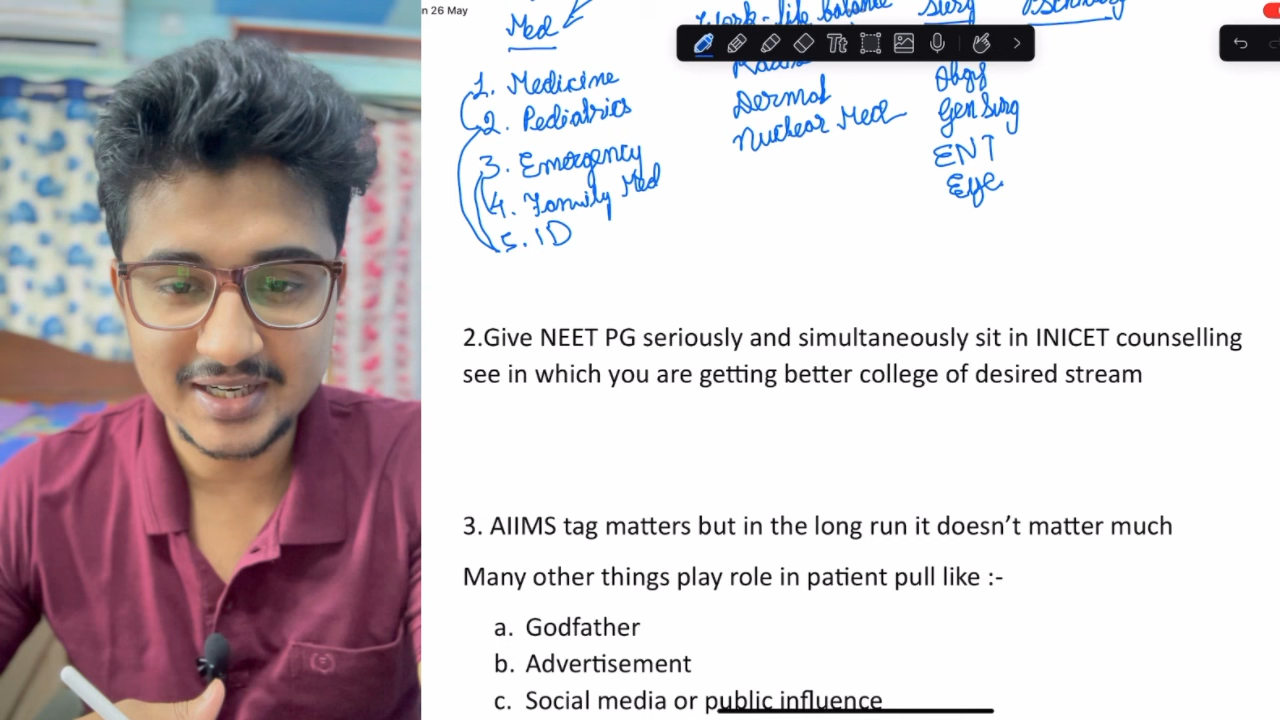 n 26 May
Med
Work-life balance
Surg
1. Medicine
2. Pediatrics
3. Emergency
4. Family Med
5. ID
Dermat
Nuclear Med
Obgy
Gen Surg
ENT
Eye
Tt
2.Give NEET PG seriously and simultaneously sit in INICET counselling
see in which you are getting better college of desired stream
3. AIIMS tag matters but in the long run it doesn’t matter much
Many other things play role in patient pull like :-
a. Godfather
b. Advertisement
c. Social media or public influence